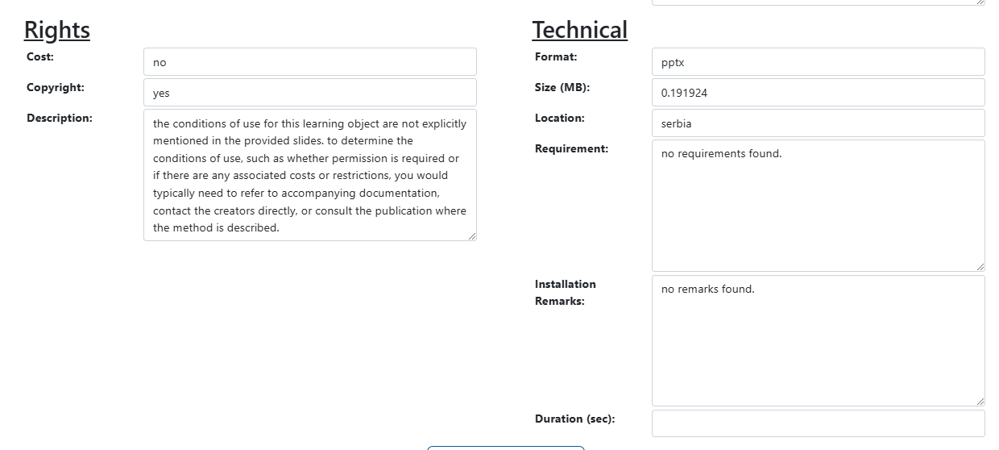 Rights
Cost:
no
Copyright:
yes
Description:
the conditions of use for this learning object are not explicitly
mentioned in the provided slides. to determine the
conditions of use, such as whether permission is required or
if there are any associated costs or restrictions, you would
typically need to refer to accompanying documentation,
contact the creators directly, or consult the publication where
the method is described.
Technical
Format:
pptx
Size (MB):
0.191924
Location:
serbia
Requirement:
no requirements found.
Installation
Remarks:
no remarks found.
Duration (sec):